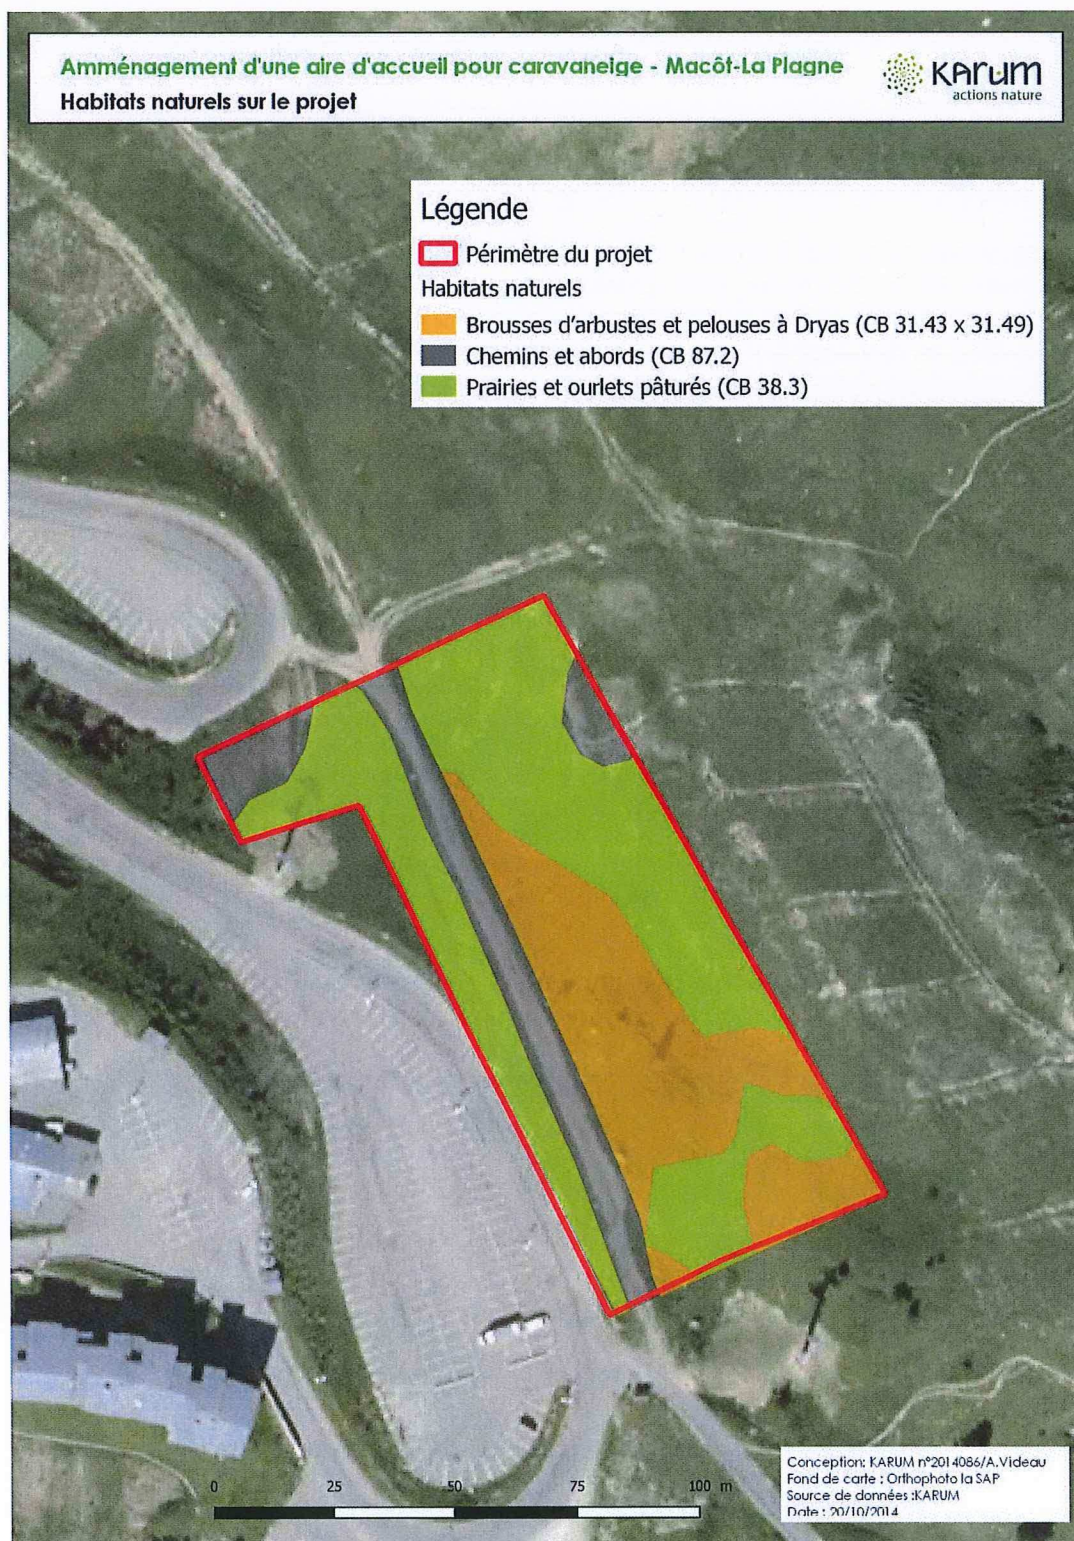 Amménagement d'une aire d'accueil pour caravaneige - Macôt-La Plagne
Habitats naturels sur le projet
KARUM
actions nature
Légende
Périmètre du projet
Habitats naturels
Brousses d'arbustes et pelouses à Dryas (CB 31.43 x 31.49)
Chemins et abords (CB 87.2)
Prairies et ourlets pâturés (CB 38.3)
0 25 50 75 100 m
Conception: KARUM n°2014086/A.Videau
Fond de carte : Orthophoto la SAP
Source de données :KARUM
Date : 20/10/2014